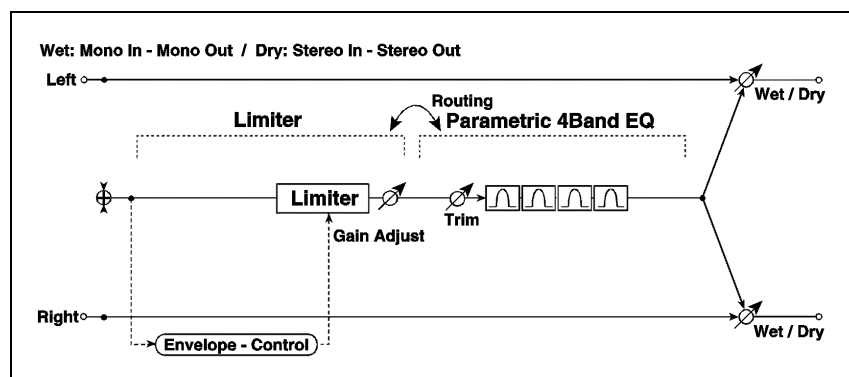 Wet: Mono In - Mono Out / Dry: Stereo In - Stereo Out
Left
Wet / Dry
Routing
Limiter
Parametric 4Band EQ
Limiter
Trim
Gain Adjust
Right
Wet / Dry
Envelope - Control